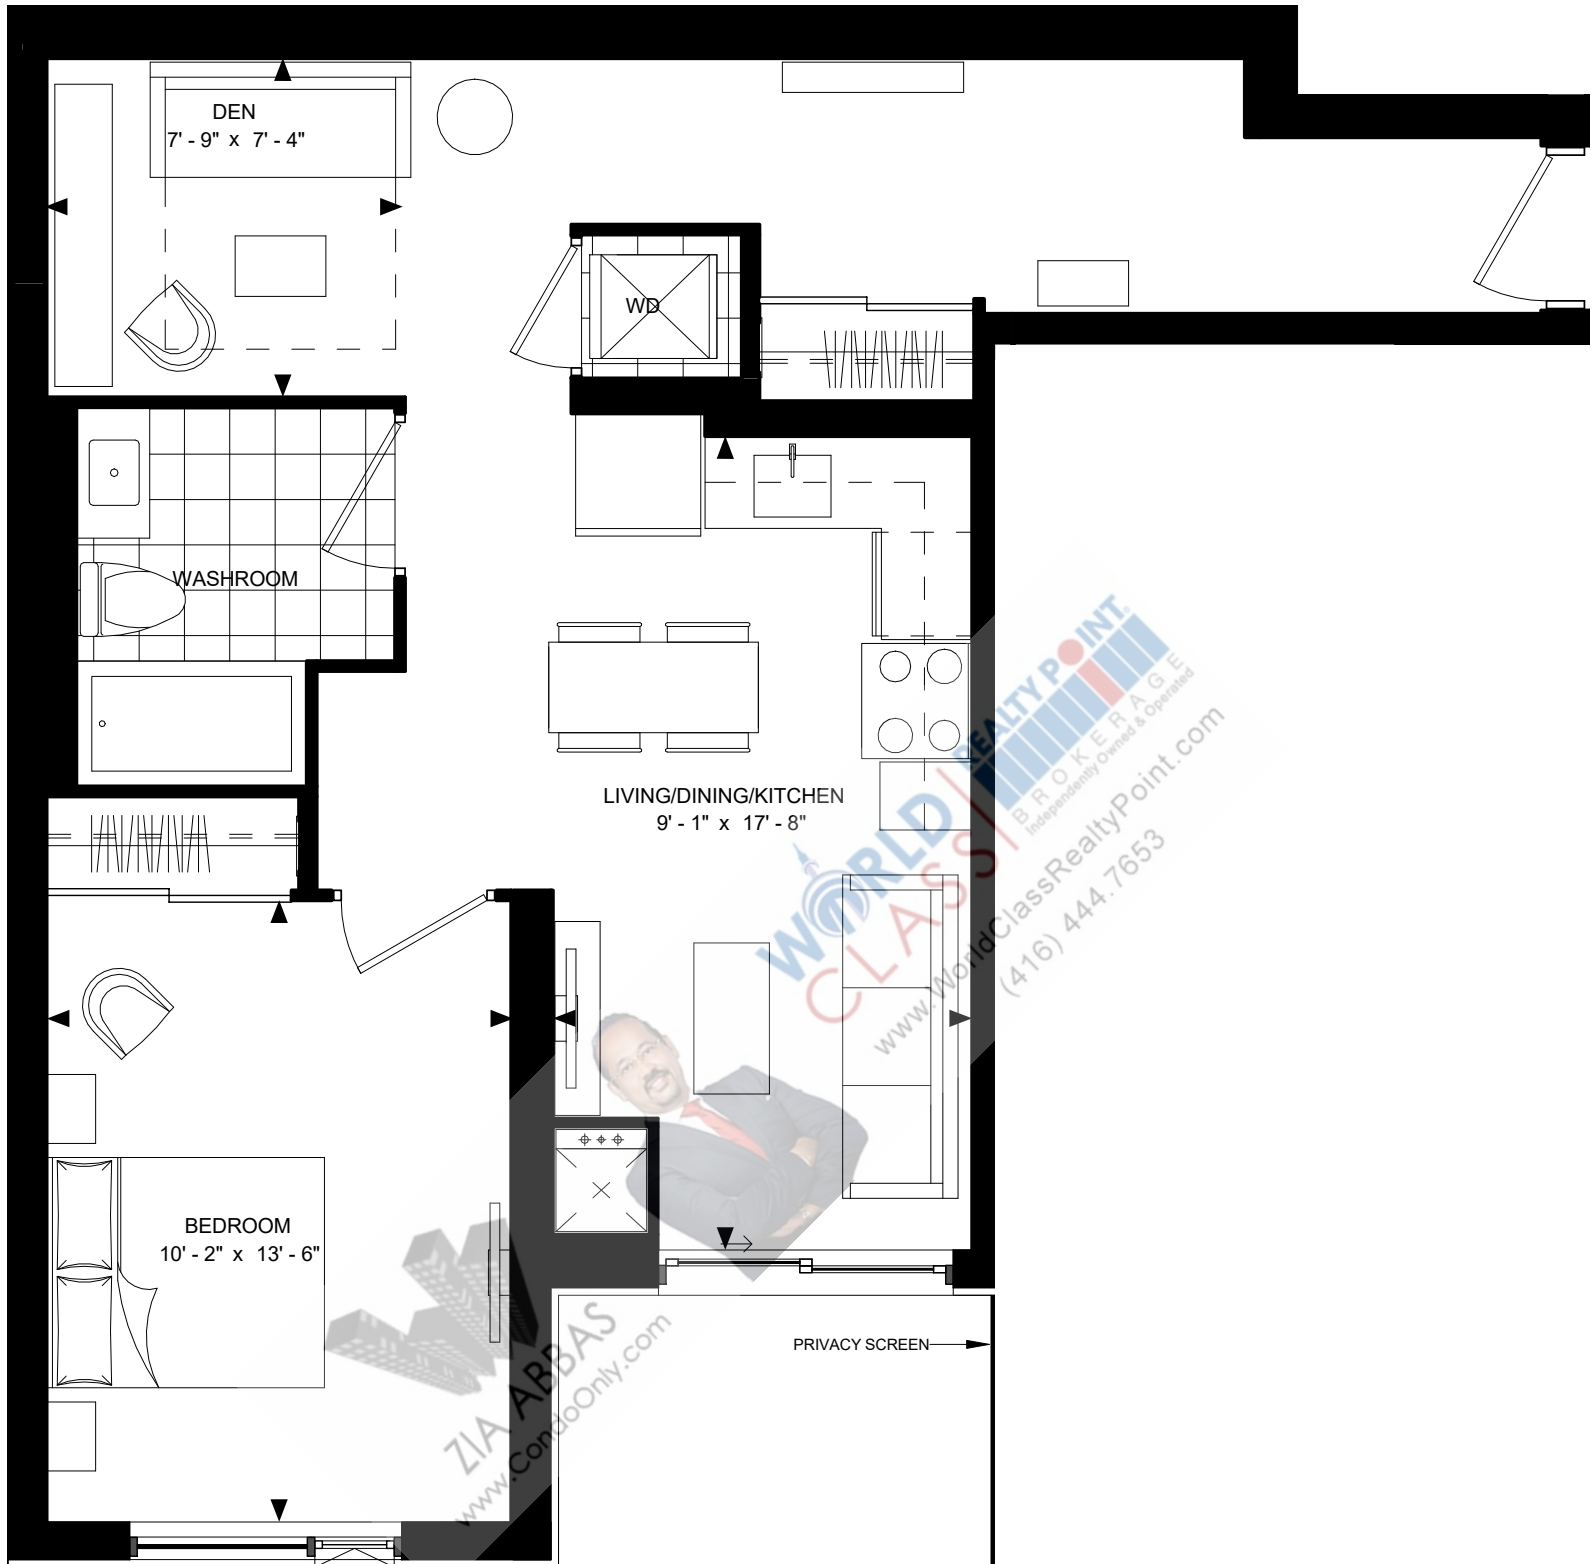 DEN
7' - 9" x 7' - 4"
WD
WASHROOM
LIVING/DINING/KITCHEN
9' - 1" x 17' - 8"
BEDROOM
10' - 2" x 13' - 6"
PRIVACY SCREEN
WORLD
CLASS
REALTY POINT.
BROKERAGE
Independently Owned & Operated
www.WorldClassRealtyPoint.com
(416) 444.7653
ZIA ABBAS
www.CondoOnly.com